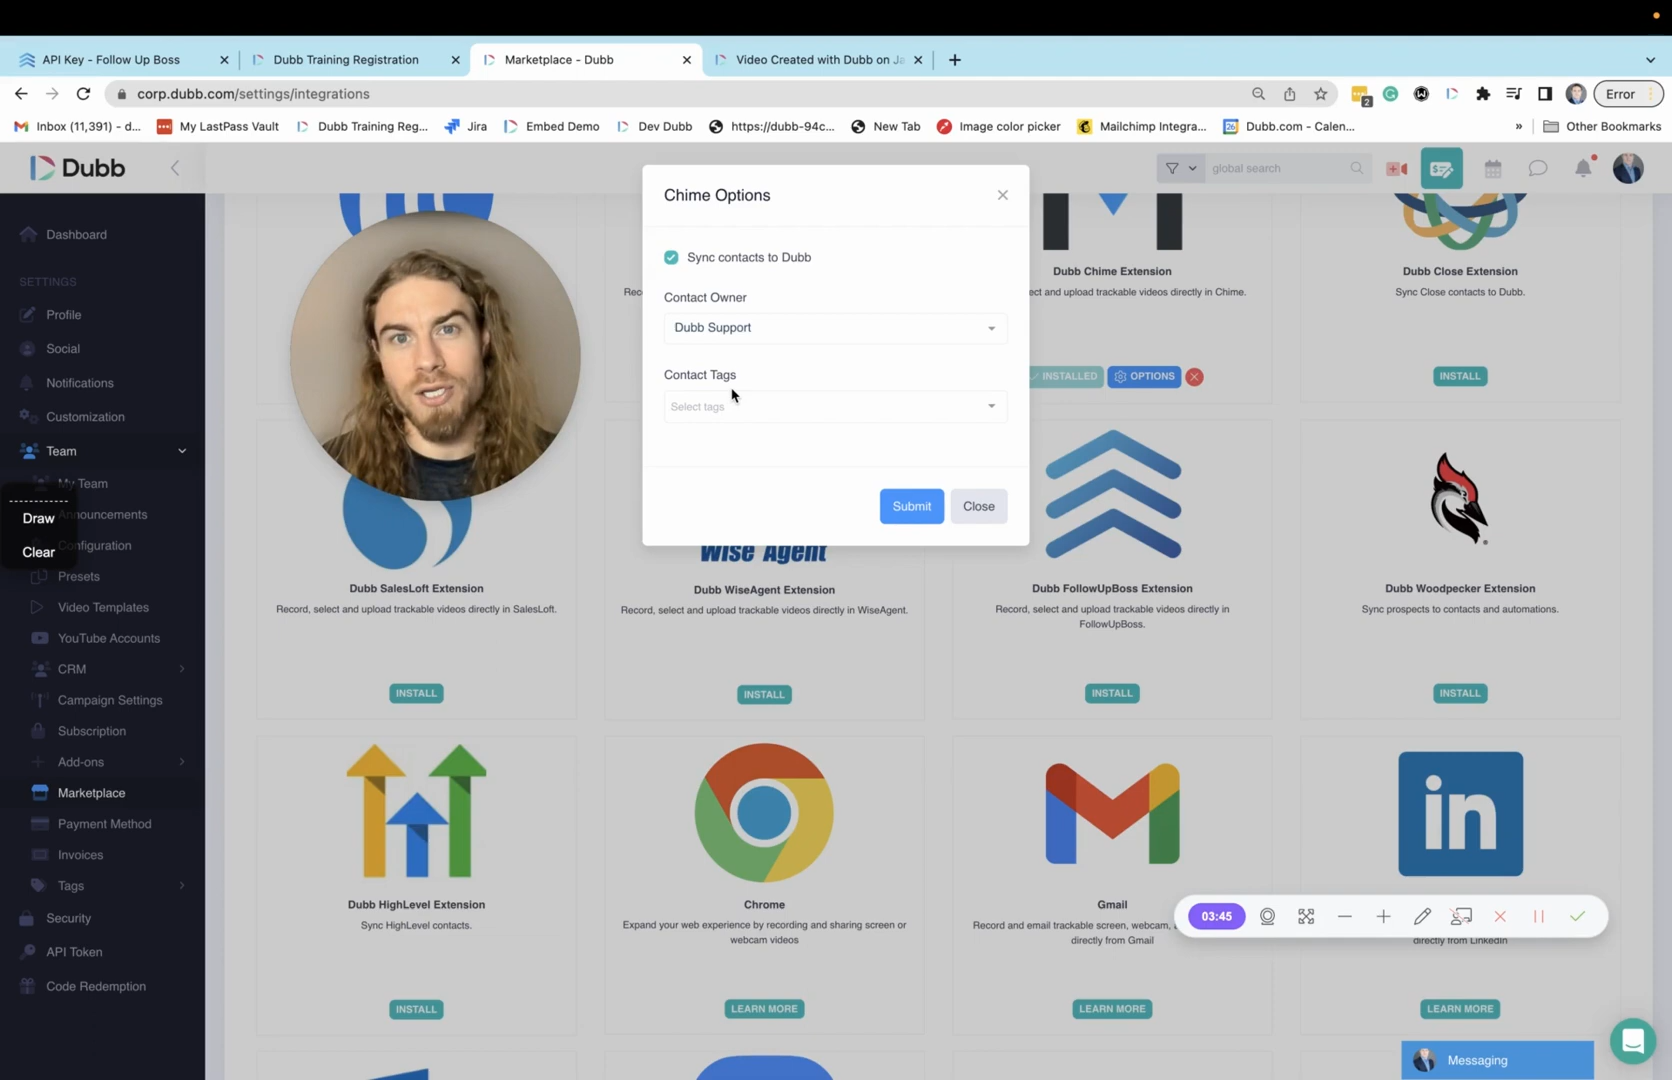 API Key - Follow Up Boss
Dubb Training Registration
Marketplace - Dubb
Video Created with Dubb on Ja
corp.dubb.com/settings/integrations
2
Error
Inbox (11,391) - d...
My LastPass Vault
Dubb Training Reg...
Jira
Embed Demo
Dev Dubb
https://dubb-94c...
New Tab
Image color picker
Mailchimp Integra...
26
Dubb.com - Calen...
»
Other Bookmarks
Dubb
global search
Dashboard
SETTINGS
Profile
Social
Notifications
Customization
Team
My Team
Announcements
Configuration
Presets
Video Templates
YouTube Accounts
CRM
Campaign Settings
Subscription
Add-ons
Marketplace
Payment Method
Invoices
Tags
Security
API Token
Code Redemption
------------
Draw
Clear
Chime Options
Sync contacts to Dubb
Contact Owner
Dubb Support
Contact Tags
Select tags
Submit
Close
Rec
Dubb Chime Extension
ect and upload trackable videos directly in Chime.
INSTALLED
OPTIONS
Dubb Close Extension
Sync Close contacts to Dubb.
INSTALL
Dubb SalesLoft Extension
Record, select and upload trackable videos directly in SalesLoft.
INSTALL
Wise Agent
Dubb WiseAgent Extension
Record, select and upload trackable videos directly in WiseAgent.
INSTALL
Dubb FollowUpBoss Extension
Record, select and upload trackable videos directly in
FollowUpBoss.
INSTALL
Dubb Woodpecker Extension
Sync prospects to contacts and automations.
INSTALL
Dubb HighLevel Extension
Sync HighLevel contacts.
INSTALL
Chrome
Expand your web experience by recording and sharing screen or
webcam videos
LEARN MORE
Gmail
Record and email trackable screen, webcam,
directly from Gmail
LEARN MORE
in
directly from LinkedIn
LEARN MORE
03:45
Messaging